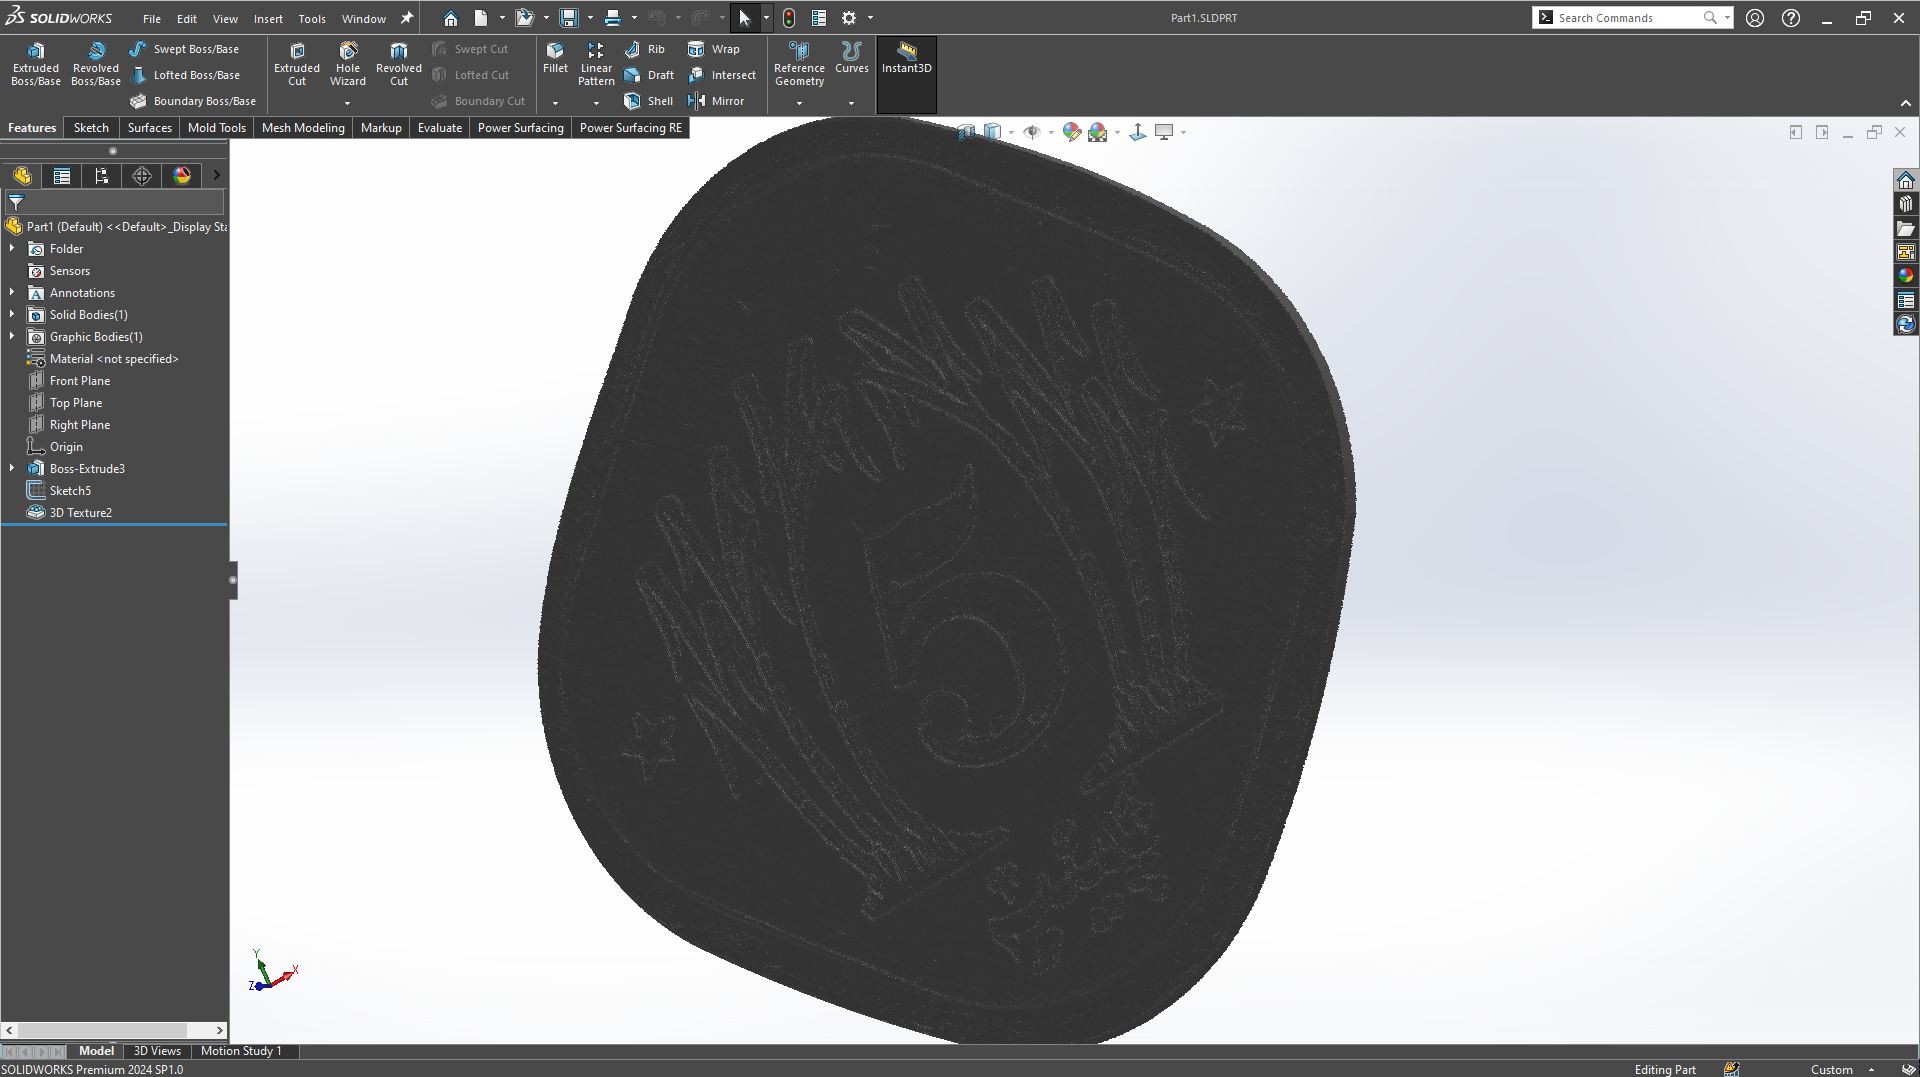 SOLIDWORKS File Edit View Insert Tools Window Part1.SLDPRT Search Commands
Extruded Boss/Base
Revolved Boss/Base
Swept Boss/Base
Lofted Boss/Base
Boundary Boss/Base
Extruded Cut
Hole Wizard
Revolved Cut
Swept Cut
Lofted Cut
Boundary Cut
Fillet
Linear Pattern
Rib
Draft
Shell
Wrap
Intersect
Mirror
Reference Geometry
Curves
Instant3D
Features Sketch Surfaces Mold Tools Mesh Modeling Markup Evaluate Power Surfacing Power Surfacing RE
Part1 (Default) <<Default>_Display Sta
Folder
Sensors
Annotations
Solid Bodies(1)
Graphic Bodies(1)
Material <not specified>
Front Plane
Top Plane
Right Plane
Origin
Boss-Extrude3
Sketch5
3D Texture2
5
Y
X
Z
Model 3D Views Motion Study 1
SOLIDWORKS Premium 2024 SP1.0 Editing Part Custom